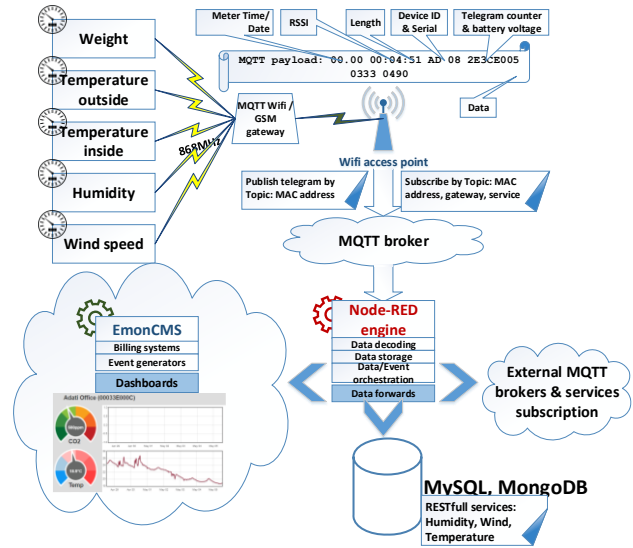 Meter Time/
Date
RSSI
Length
Device ID
& Serial
Telegram counter
& battery voltage
MQTT payload: 00.00 00:04:51 AD 08 2E3CE005
0333 0490
Data
Weight
Temperature
outside
Temperature
inside
Humidity
Wind speed
868MHz
MQTT Wifi /
GSM
gateway
Wifi access point
Publish telegram by
Topic: MAC address
Subscribe by Topic: MAC
address, gateway, service
MQTT broker
EmonCMS
Billing systems
Event generators
Dashboards
Adati Office (00033E000C)
CO2
Temp
Node-RED
engine
Data decoding
Data storage
Data/Event
orchestration
Data forwards
External MQTT
brokers & services
subscription
MySQL, MongoDB
RESTfull services:
Humidity, Wind,
Temperature